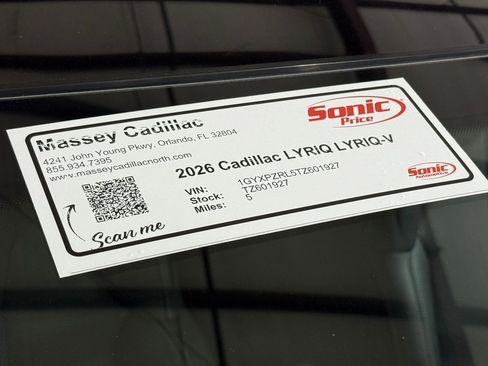 Massey Cadillac
4241 John Young Pkwy, Orlando, FL 32804
855.934.7395
www.masseycadillacnorth.com
Sonic
Price
2026 Cadillac LYRIQ LYRIQ-V
VIN: 1GYXPZRL5TZ601927
Stock: TZ601927
Miles: 5
Scan me
Sonic
Automotive